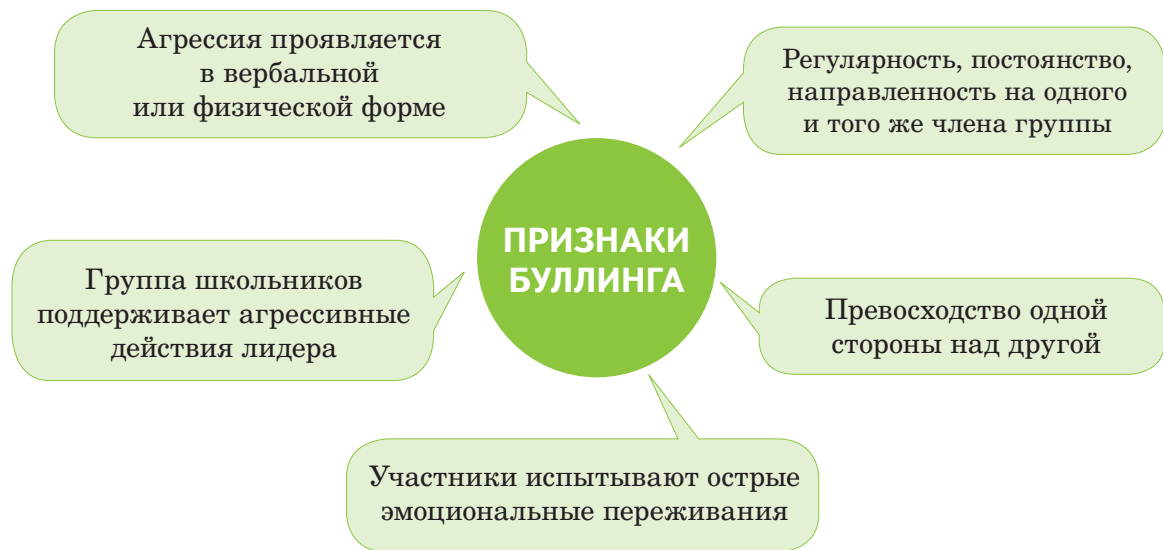 Агрессия проявляется
в вербальной
или физической форме
Регулярность, постоянство,
направленность на одного
и того же члена группы
ПРИЗНАКИ
БУЛЛИНГА
Группа школьников
поддерживает агрессивные
действия лидера
Превосходство одной
стороны над другой
Участники испытывают острые
эмоциональные переживания